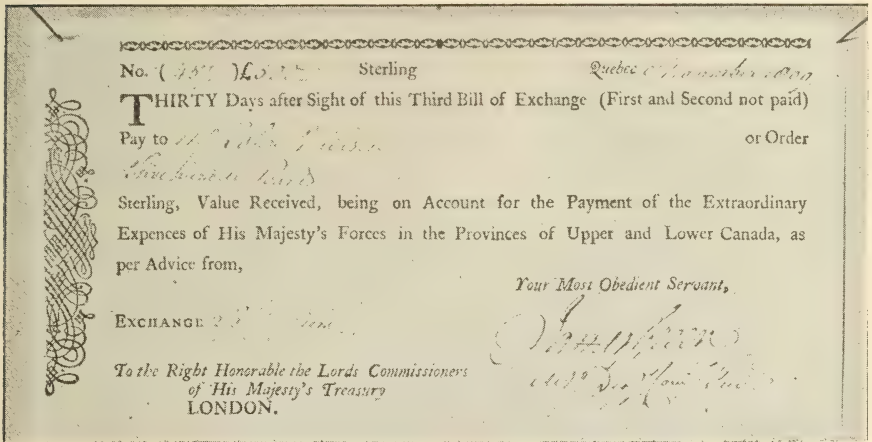 No. ( )£ Sterling Quebec November 1800
THIRTY Days after Sight of this Third Bill of Exchange (First and Second not paid)
Pay to or Order
Sterling, Value Received, being on Account for the Payment of the Extraordinary
Expences of His Majesty's Forces in the Provinces of Upper and Lower Canada, as
per Advice from,
Your Most Obedient Servant,
EXCHANGE
To the Right Honorable the Lords Commissioners
of His Majesty's Treasury
LONDON.